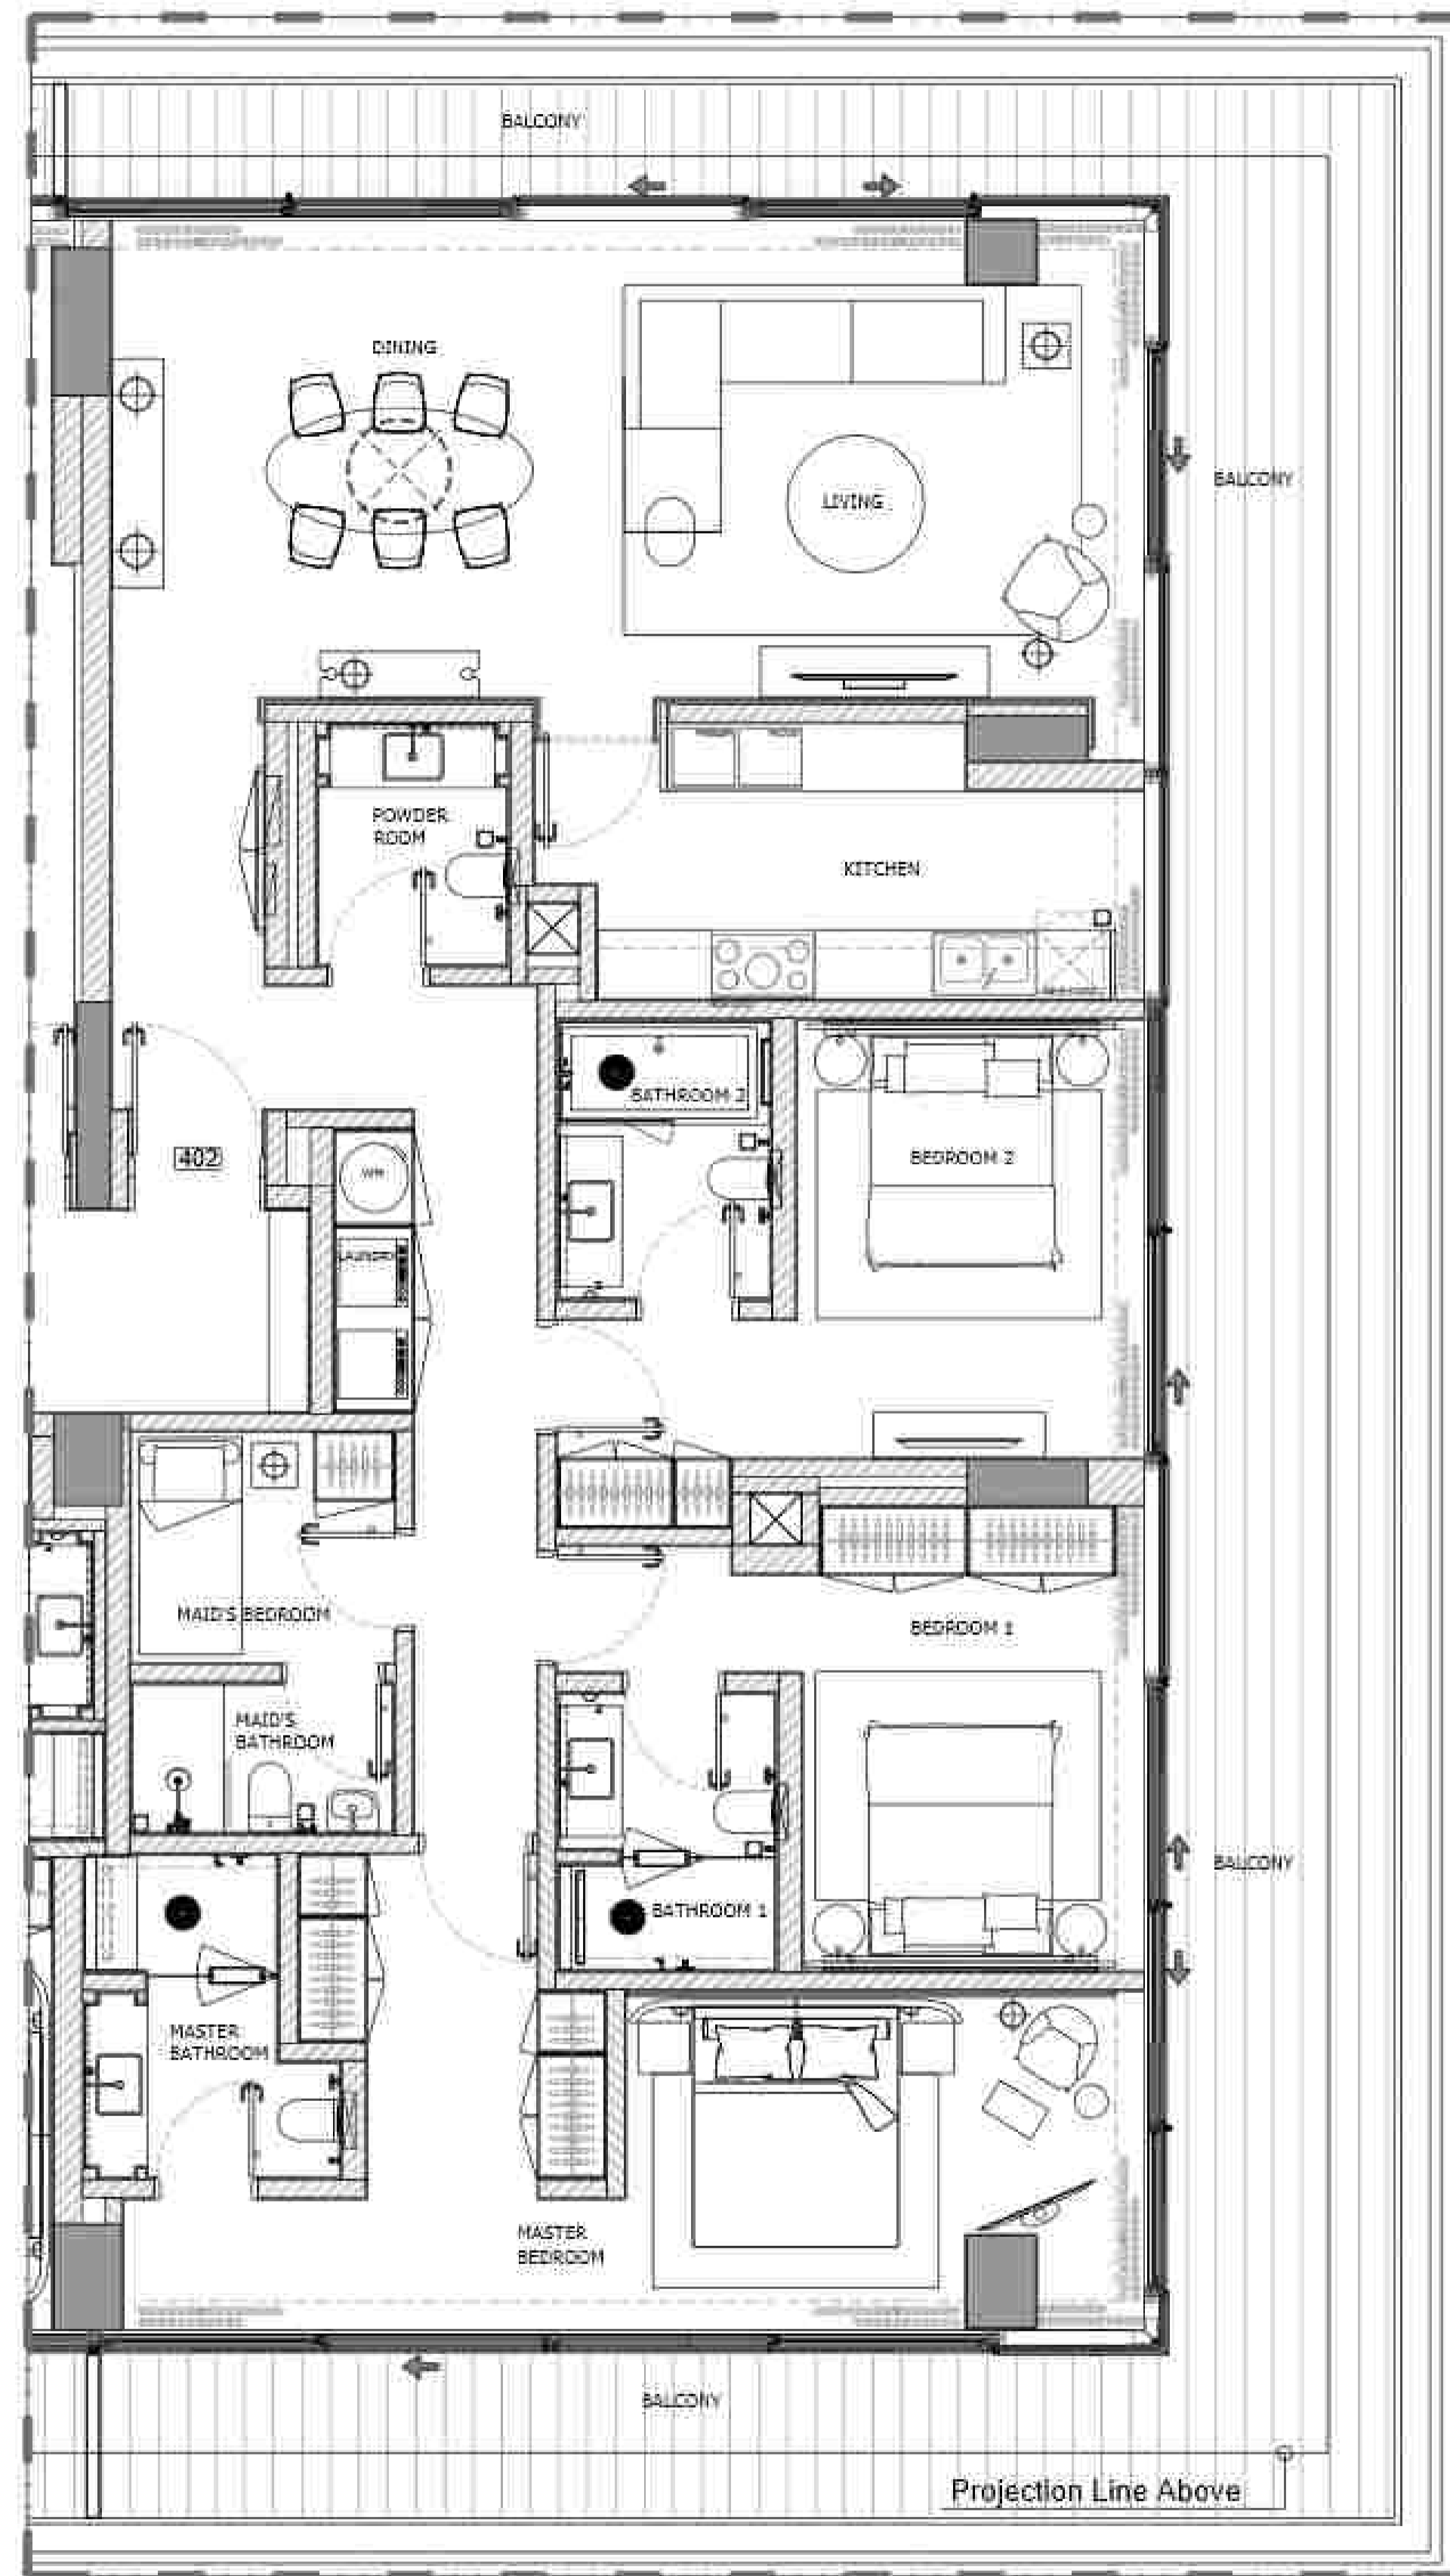 BALCONY
DINING
LIVING
BALCONY
POWDER
ROOM
KITCHEN
BATHROOM 2
BEDROOM 2
402
WM
LAUNDRY
MAID'S BEDROOM
BEDROOM 1
MAID'S
BATHROOM
BALCONY
BATHROOM 1
MASTER
BATHROOM
MASTER
BEDROOM
BALCONY
Projection Line Above